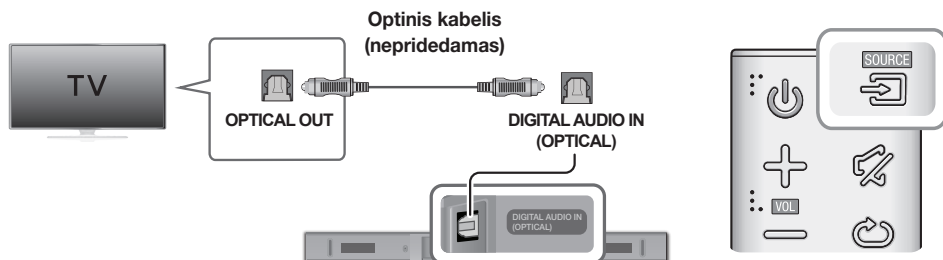 Optinis kabelis
(nepridedamas)
TV
OPTICAL OUT
DIGITAL AUDIO IN
(OPTICAL)
DIGITAL AUDIO IN
(OPTICAL)
SOURCE
VOL